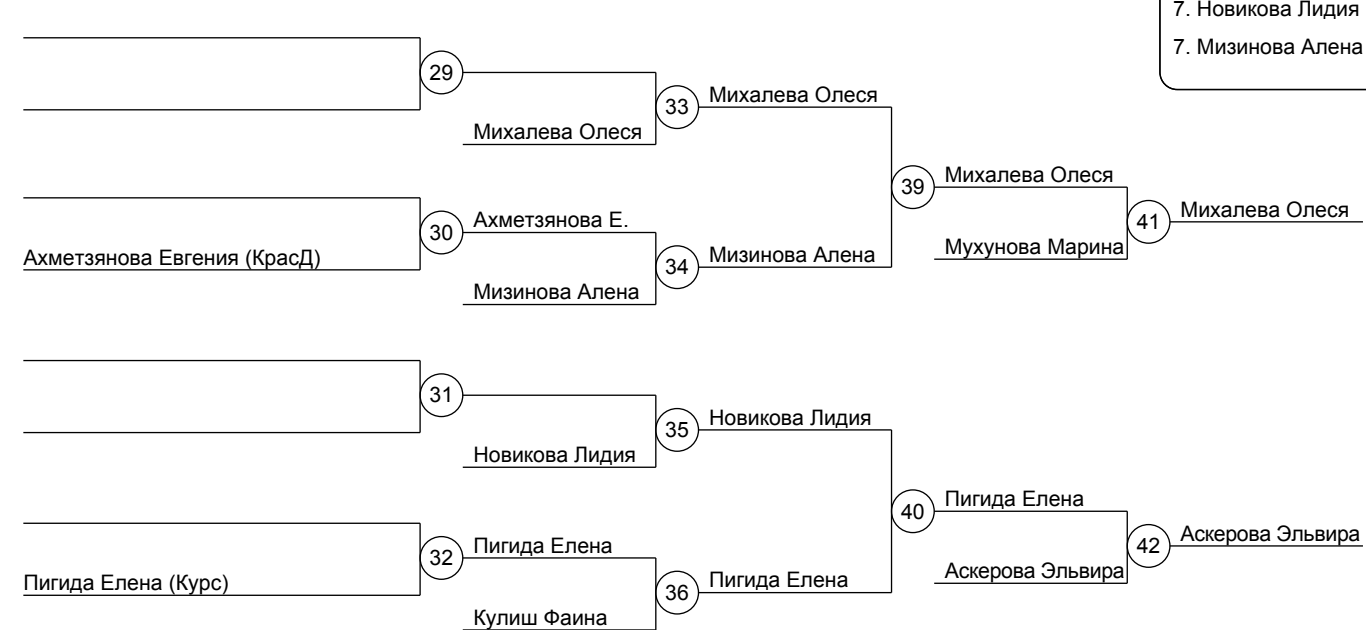 7. Новикова Лидия
7. Мизинова Алена
29
33
Михалева Олеся
Михалева Олеся
39
Михалева Олеся
30
Ахметзянова Е.
41
Михалева Олеся
Ахметзянова Евгения (КрасД)
34
Мизинова Алена
Мухунова Марина
Мизинова Алена
31
35
Новикова Лидия
Новикова Лидия
40
Пигида Елена
32
Пигида Елена
42
Аскерова Эльвира
Пигида Елена (Курс)
36
Пигида Елена
Аскерова Эльвира
Кулиш Фаина